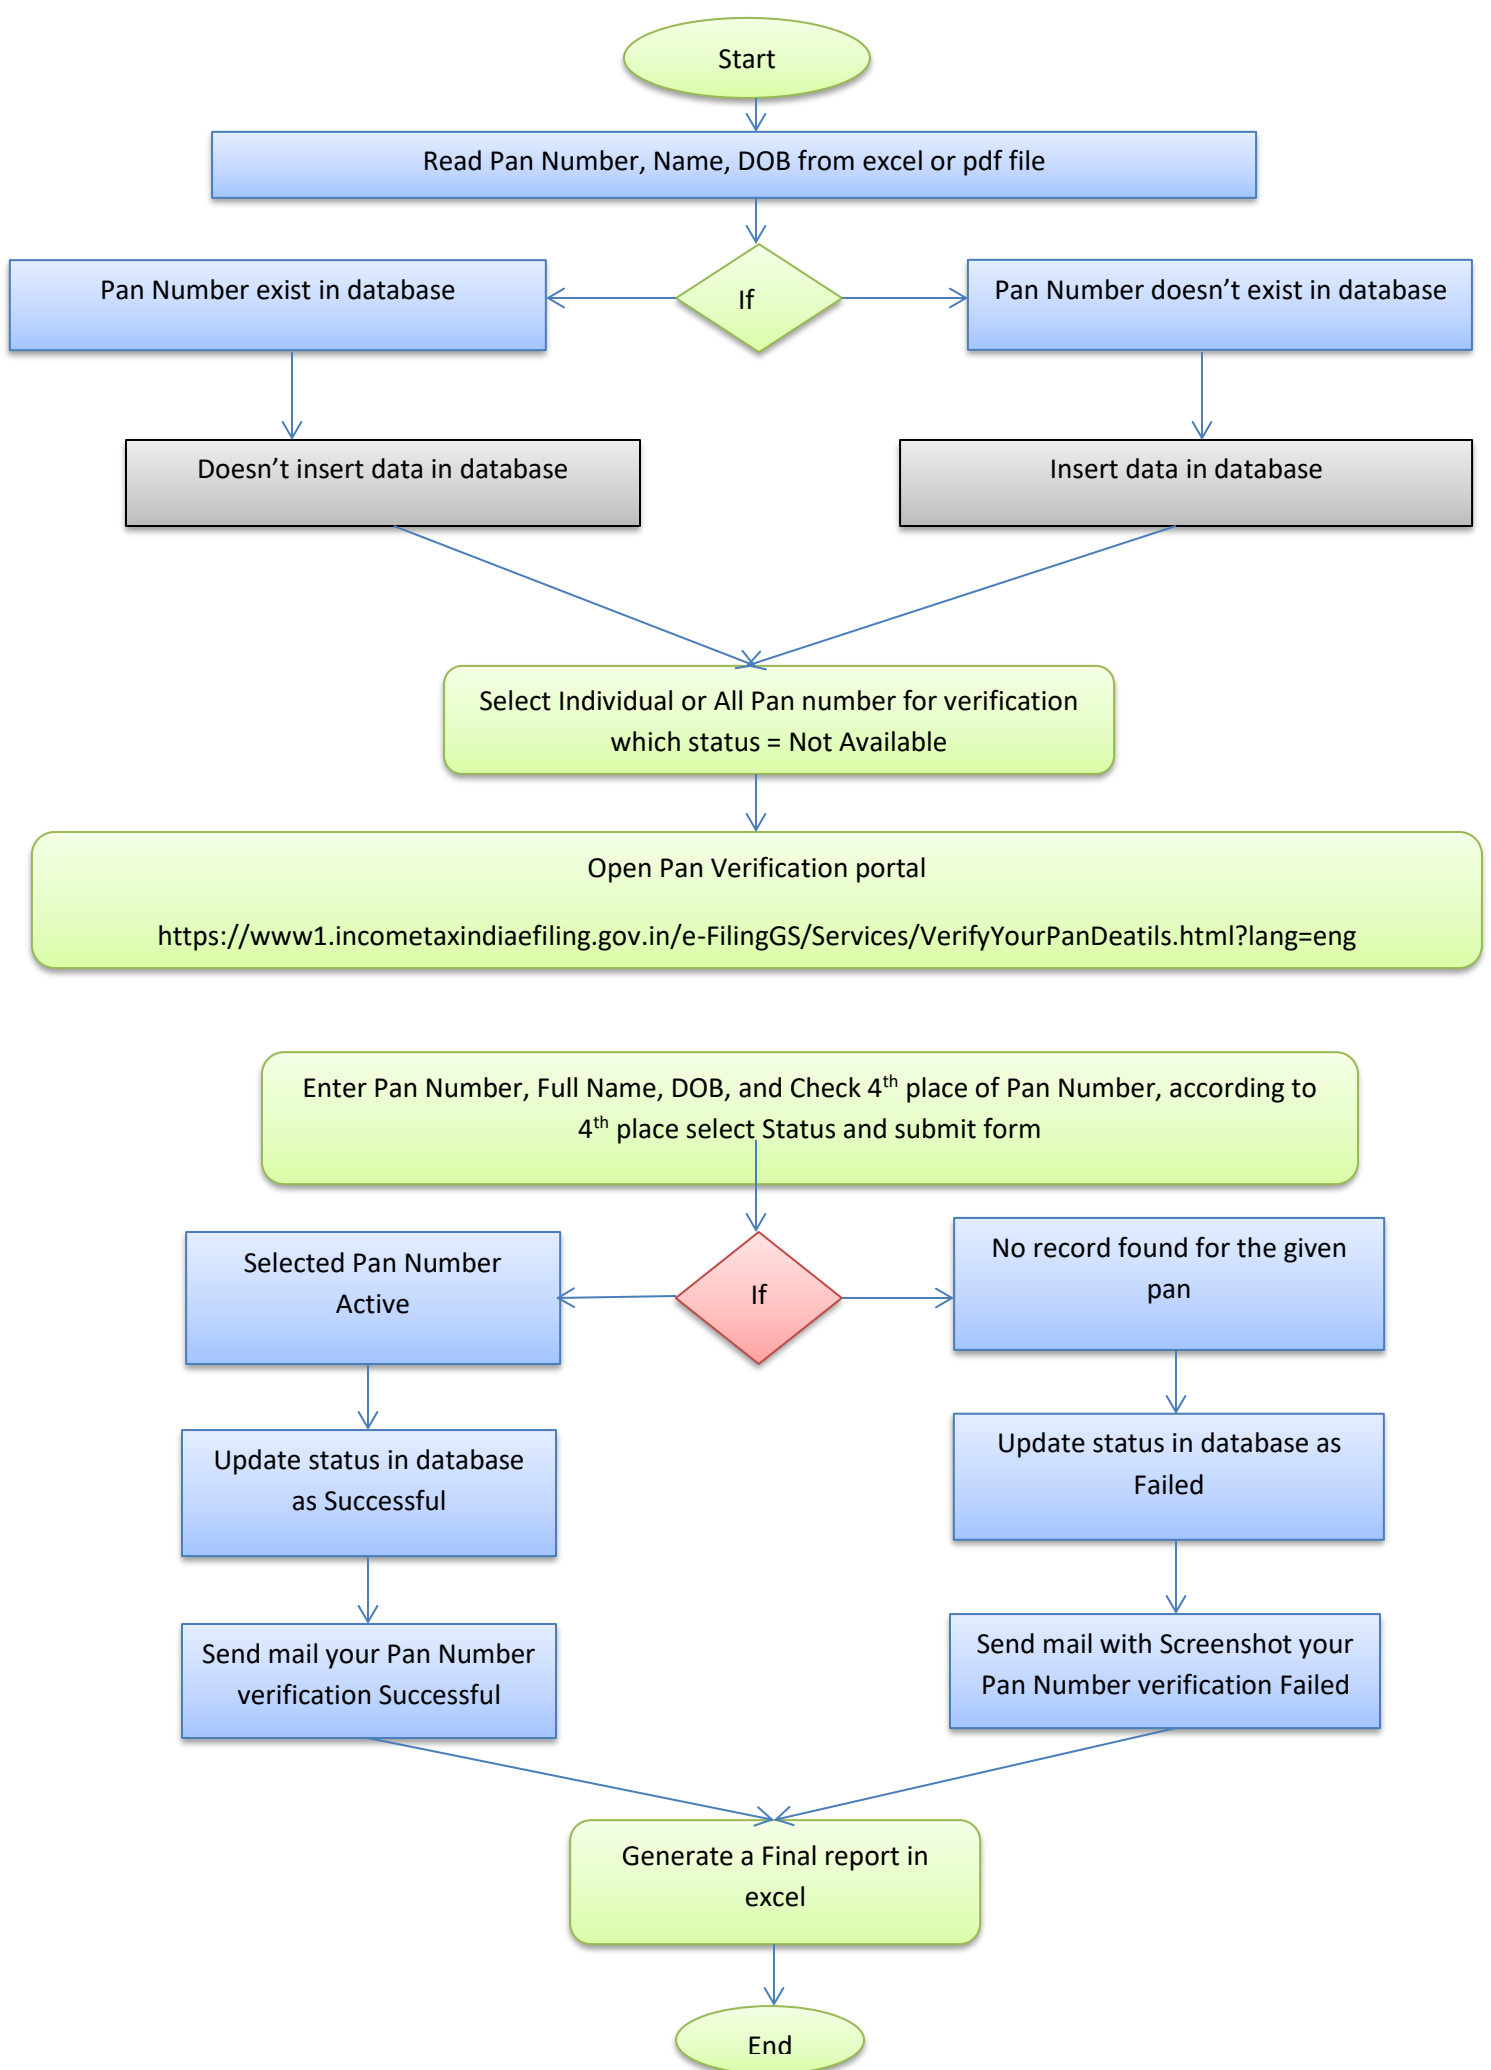 Start
Read Pan Number, Name, DOB from excel or pdf file
Pan Number exist in database
If
Pan Number doesn’t exist in database
Doesn’t insert data in database
Insert data in database
Select Individual or All Pan number for verification
which status = Not Available
Open Pan Verification portal
https://www1.incometaxindiaefiling.gov.in/e-FilingGS/Services/VerifyYourPanDeatils.html?lang=eng
Enter Pan Number, Full Name, DOB, and Check 4th place of Pan Number, according to
4th place select Status and submit form
Selected Pan Number
Active
If
No record found for the given
pan
Update status in database
as Successful
Update status in database as
Failed
Send mail your Pan Number
verification Successful
Send mail with Screenshot your
Pan Number verification Failed
Generate a Final report in
excel
End